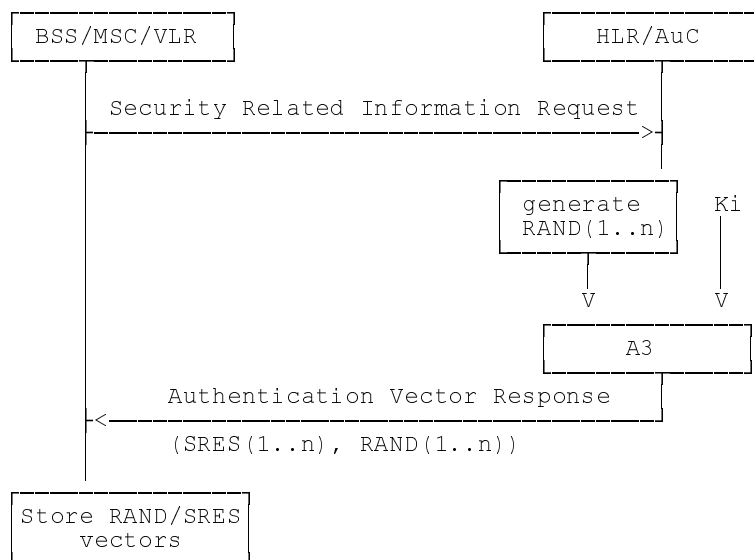 BSS/MSC/VLR
HLR/AuC
Security Related Information Request
generate
RAND(1..n)
Ki
V
V
A3
Authentication Vector Response
(SRES(1..n), RAND(1..n))
Store RAND/SRES
vectors